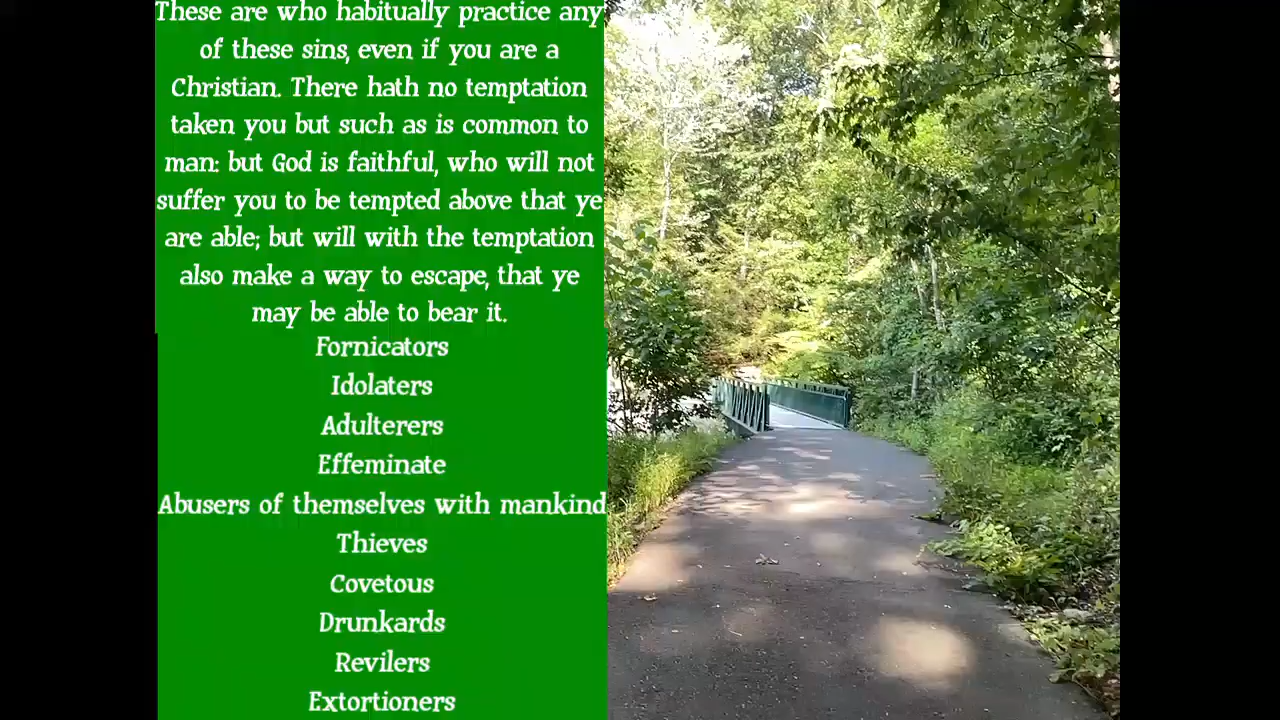 These are who habitually practice any
of these sins, even if you are a
Christian. There hath no temptation
taken you but such as is common to
man: but God is faithful, who will not
suffer you to be tempted above that ye
are able; but will with the temptation
also make a way to escape, that ye
may be able to bear it.
Fornicators
Idolaters
Adulterers
Effeminate
Abusers of themselves with mankind
Thieves
Covetous
Drunkards
Revilers
Extortioners